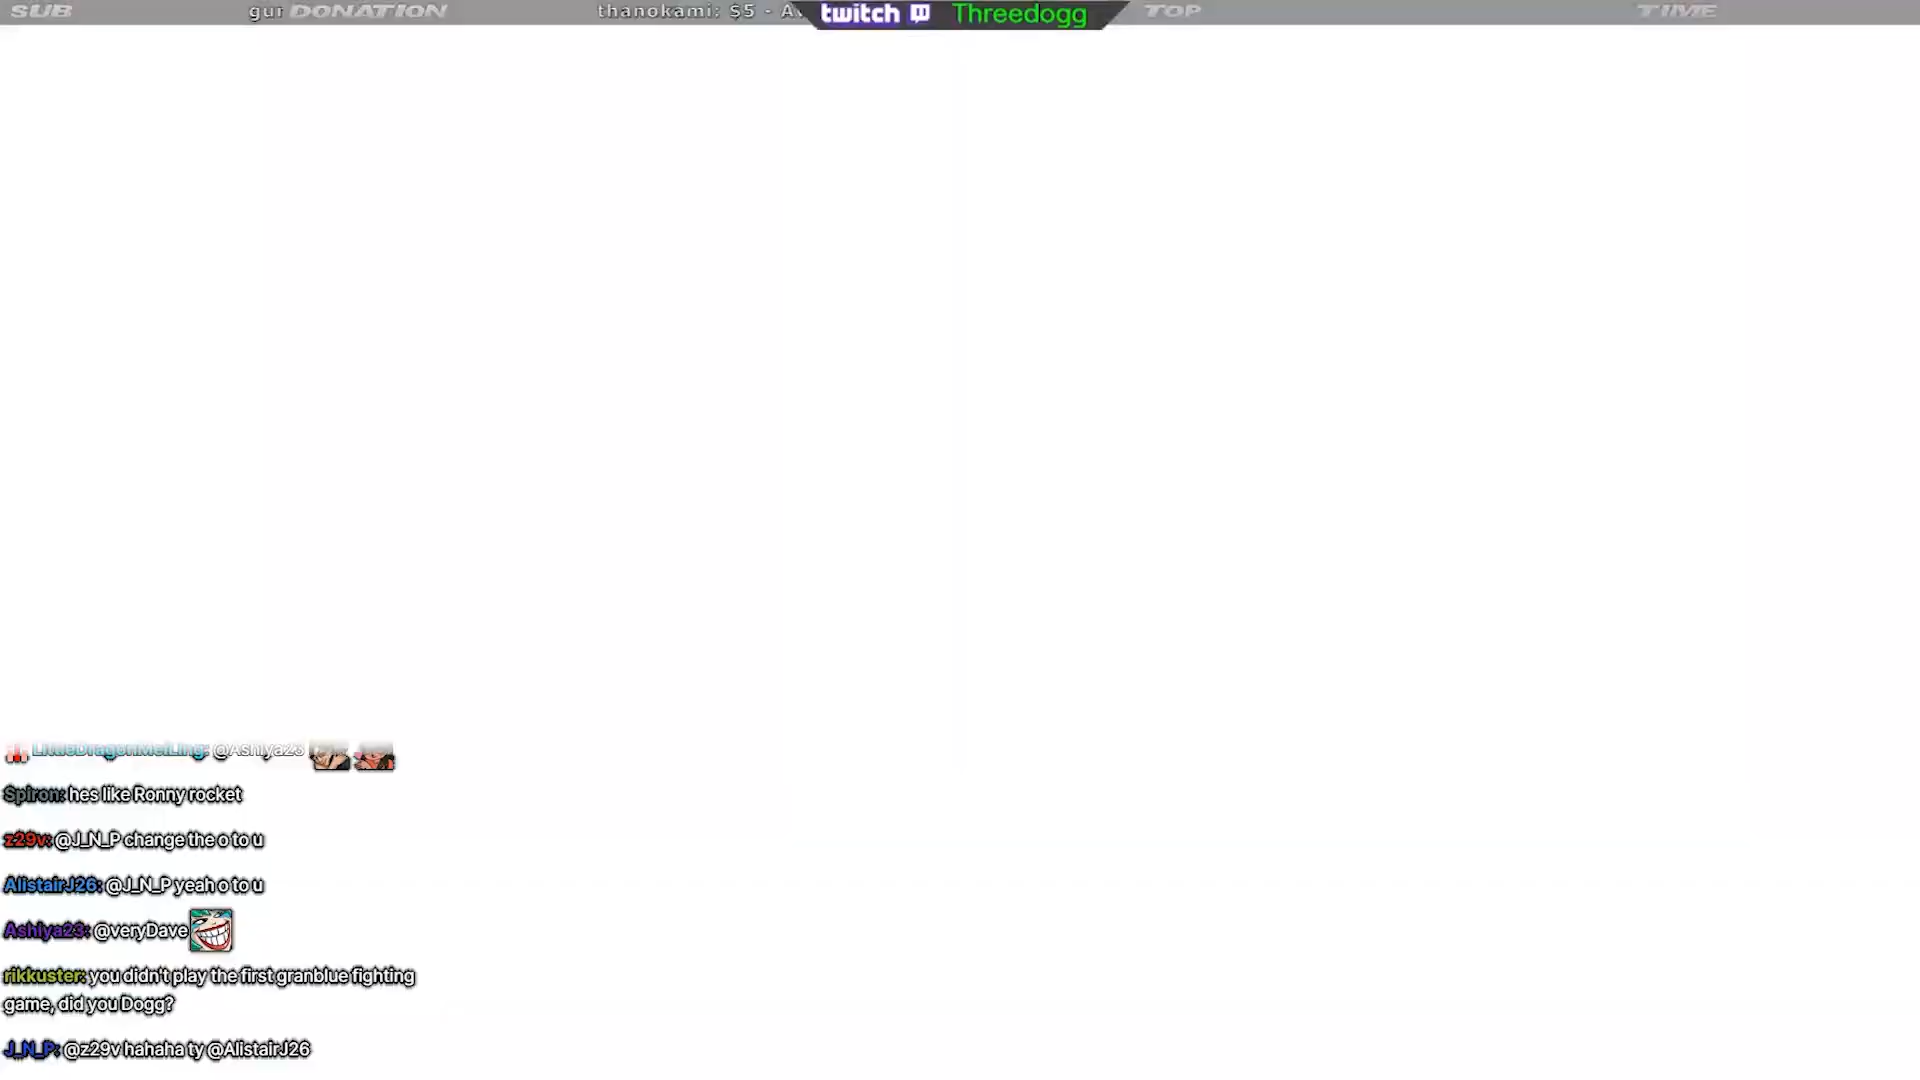 SUB gur DONATION thanokami: $5 - A twitch Threedogg TOP TIME
LittleDragonMeiLing: @Ashiya23
Spiron: hes like Ronny rocket
z29v: @J_N_P change the o to u
AlistairJ26: @J_N_P yeah o to u
Ashiya23: @veryDave
rikkuster: you didn't play the first granblue fighting
game, did you Dogg?
J_N_P: @z29v hahaha ty @AlistairJ26